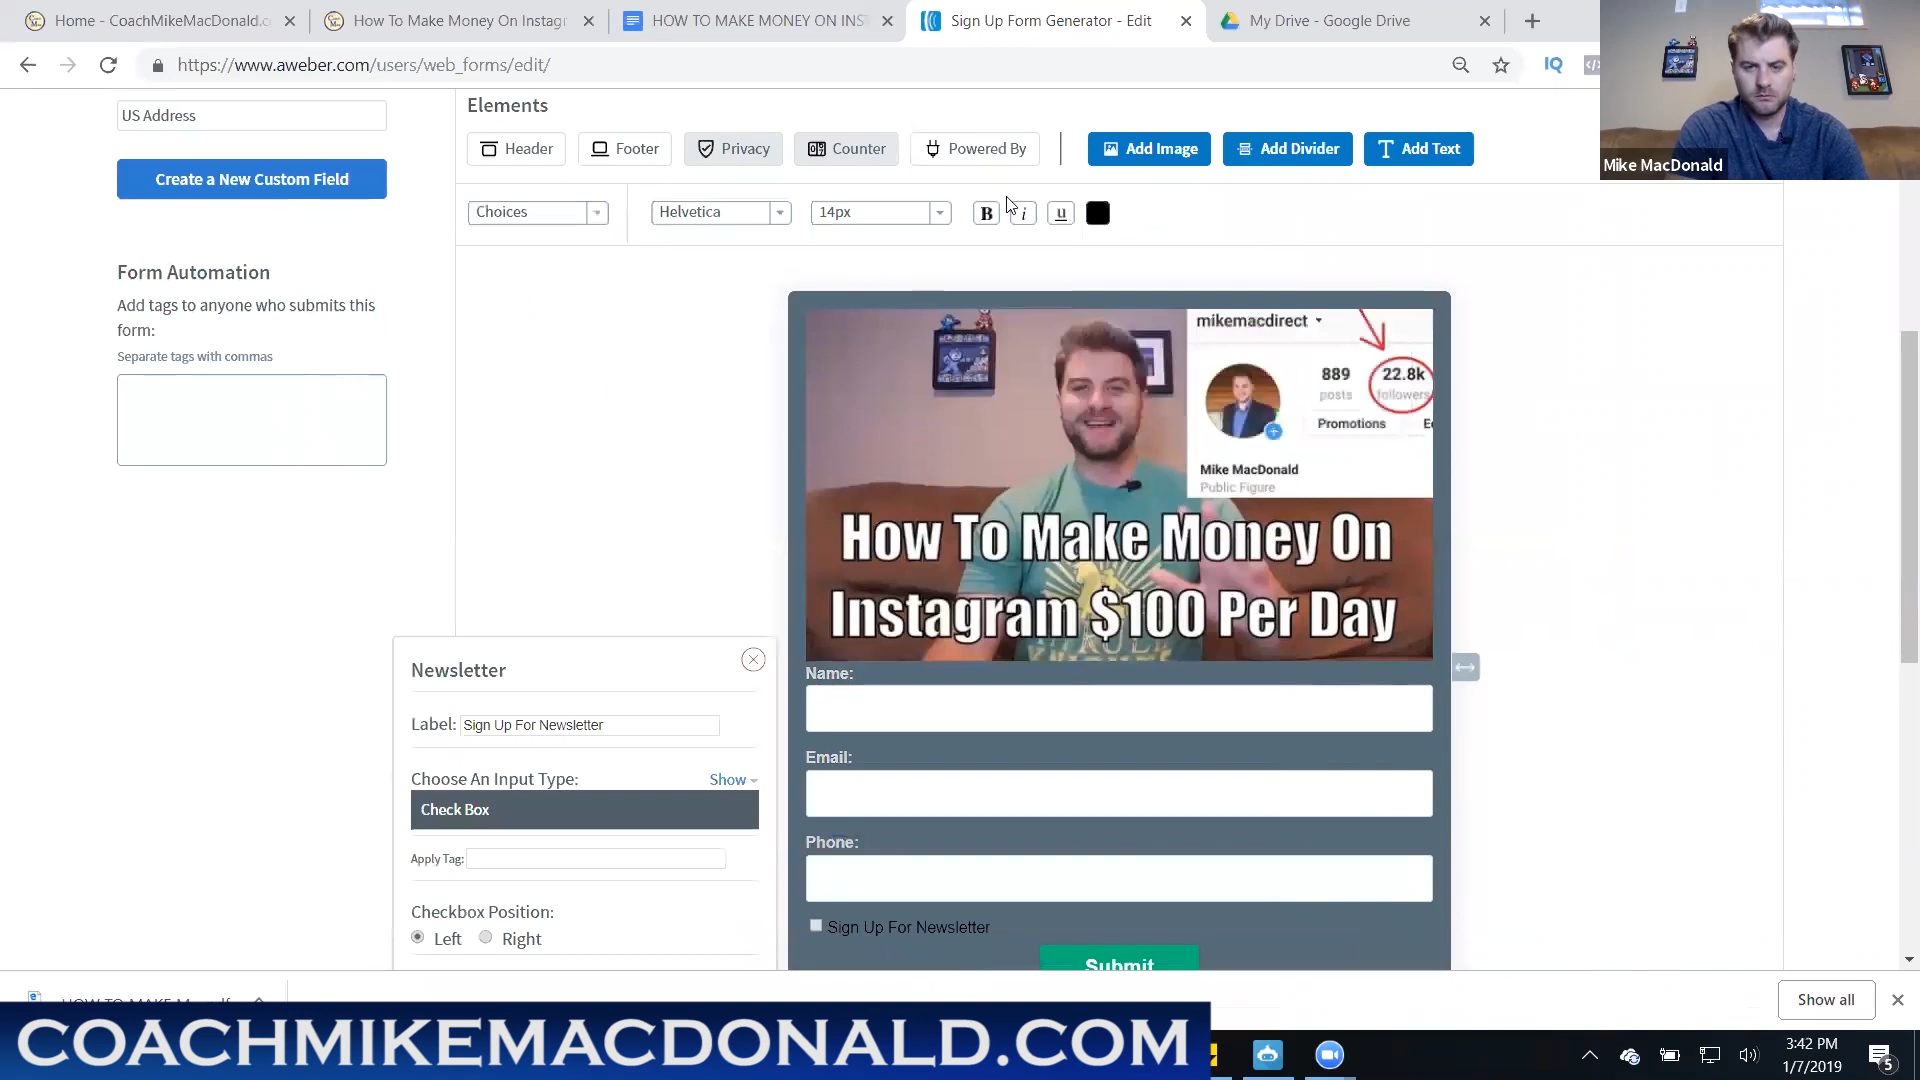 Home - CoachMikeMacDonald.c
How To Make Money On Instagr
HOW TO MAKE MONEY ON INS
Sign Up Form Generator - Edit
My Drive - Google Drive
https://www.aweber.com/users/web_forms/edit/
IQ
Mike MacDonald
US Address
Create a New Custom Field
Form Automation
Add tags to anyone who submits this
form:
Separate tags with commas
Elements
Header
Footer
Privacy
Counter
Powered By
Add Image
Add Divider
Add Text
Choices
Helvetica
14px
B
i
u
mikemacdirect
889
posts
22.8k
followers
Promotions
Mike MacDonald
Public Figure
How To Make Money On
Instagram $100 Per Day
Name:
Email:
Phone:
Sign Up For Newsletter
Submit
Newsletter
Label: Sign Up For Newsletter
Choose An Input Type:
Show
Check Box
Apply Tag:
Checkbox Position:
Left
Right
Show all
COACHMIKEMACDONALD.COM
3:42 PM
1/7/2019
5